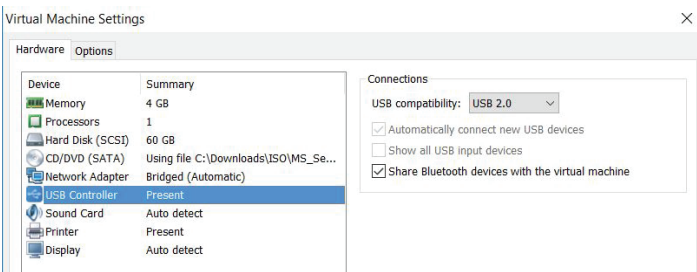 Virtual Machine Settings
Hardware Options
Device Summary
Memory 4 GB
Processors 1
Hard Disk (SCSI) 60 GB
CD/DVD (SATA) Using file C:\Downloads\ISO\MS_Se...
Network Adapter Bridged (Automatic)
USB Controller Present
Sound Card Auto detect
Printer Present
Display Auto detect
Connections
USB compatibility: USB 2.0
Automatically connect new USB devices
Show all USB input devices
Share Bluetooth devices with the virtual machine